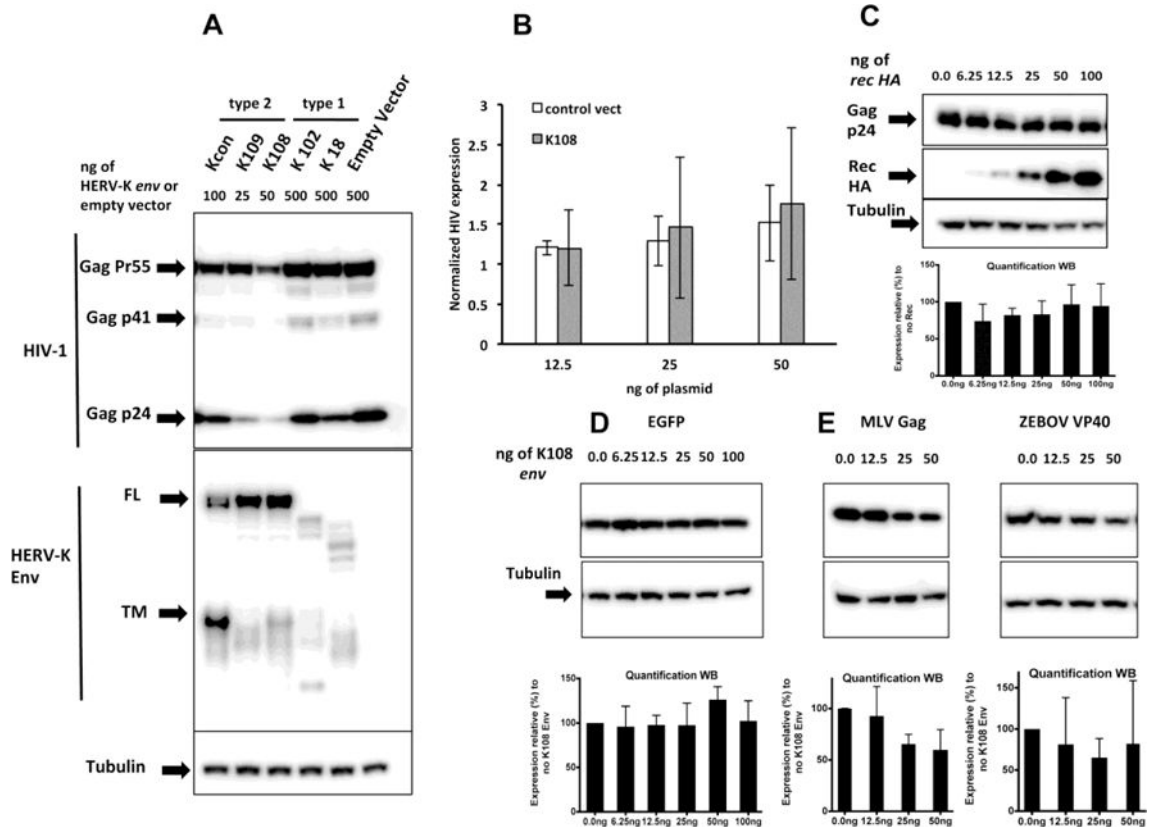 A
type 2
type 1
Kcon
K109
K108
K 102
K 18
Empty Vector
ng of
HERV-K env or
empty vector
100 25 50 500 500 500
HIV-1
Gag Pr55
Gag p41
Gag p24
HERV-K
Env
FL
TM
Tubulin
B
Normalized HIV expression
3
2.5
2
1.5
1
0.5
0
control vect
K108
12.5 25 50
ng of plasmid
C
ng of
rec HA
0.0 6.25 12.5 25 50 100
Gag
p24
Rec
HA
Tubulin
Quantification WB
Expression relative (%) to
no Rec
150
100
50
0
0.0ng 6.25ng 12.5ng 25ng 50ng 100ng
D
EGFP
ng of K108
env
0.0 6.25 12.5 25 50 100
Tubulin
Quantification WB
Expression relative (%) to
no K108 Env
150
100
50
0
0.0ng 6.25ng 12.5ng 25ng 50ng 100ng
E
MLV Gag
0.0 12.5 25 50
Quantification WB
Expression relative (%) to
no K108 Env
100
50
0
0.0ng 12.5ng 25 ng 50ng
ZEBOV VP40
0.0 12.5 25 50
Quantification WB
Expression relative (%) to
no K108 Env
150
100
50
0
0.0ng 12.5ng 25ng 50ng